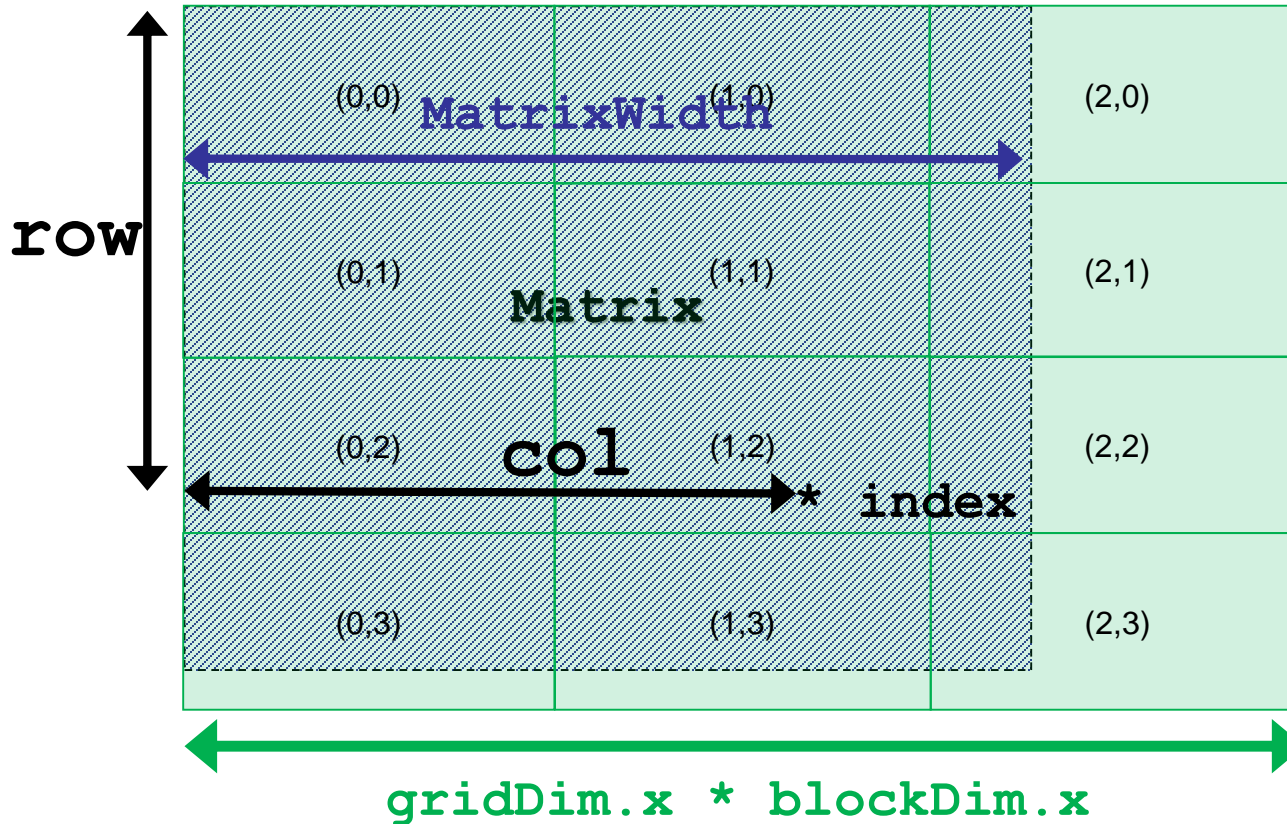 (0,0) (1,0) (2,0)
MatrixWidth
row
(0,1) (1,1) (2,1)
Matrix
(0,2) col (1,2) (2,2)
* index
(0,3) (1,3) (2,3)
gridDim.x * blockDim.x